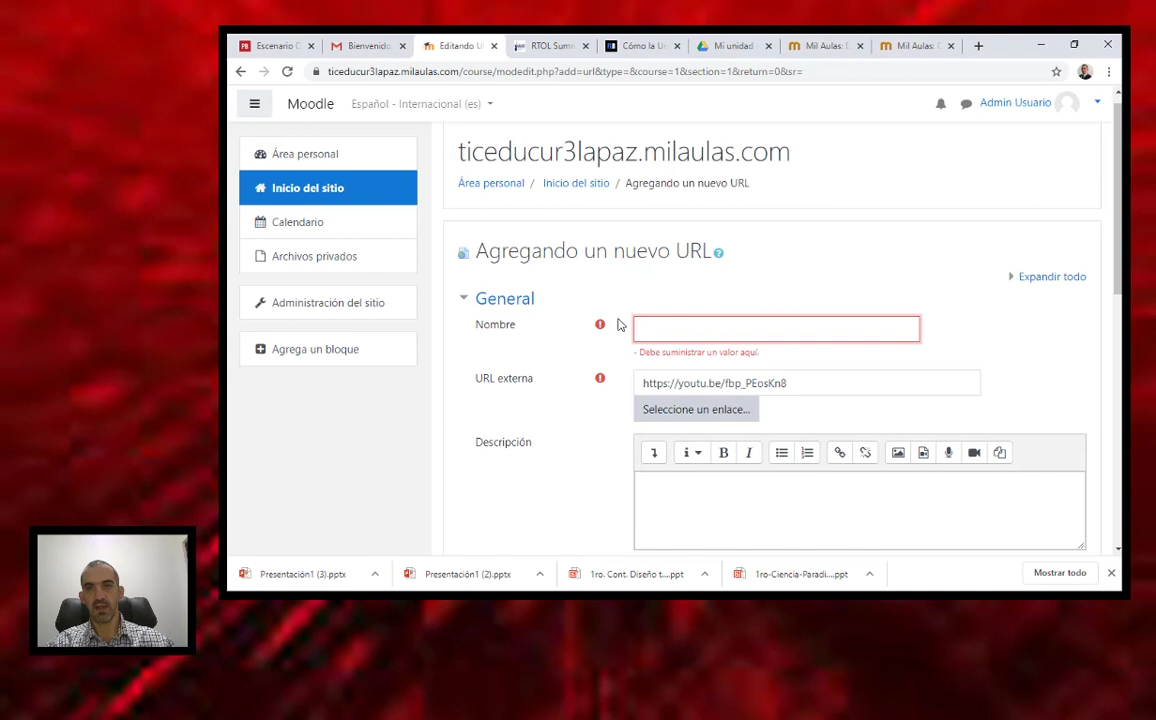 Escenario D
Bienvenido
Editando U
RTOL Sum
Cómo la Un
Mi unidad
Mil Aulas:
Mil Aulas:
ticeducur3lapaz.milaulas.com/course/modedit.php?add=url&type=&course=1&section=1&return=0&sr=
Moodle
Español - Internacional (es)
Admin Usuario
Área personal
Inicio del sitio
Calendario
Archivos privados
Administración del sitio
Agrega un bloque
ticeducur3lapaz.milaulas.com
Área personal / Inicio del sitio / Agregando un nuevo URL
Agregando un nuevo URL
Expandir todo
General
Nombre
- Debe suministrar un valor aquí.
URL externa
https://youtu.be/fbp_PEosKn8
Seleccione un enlace...
Descripción
Presentación1 (3).pptx
Presentación1 (2).pptx
1ro. Cont. Diseño t....ppt
1ro-Ciencia-Paradi....ppt
Mostrar todo